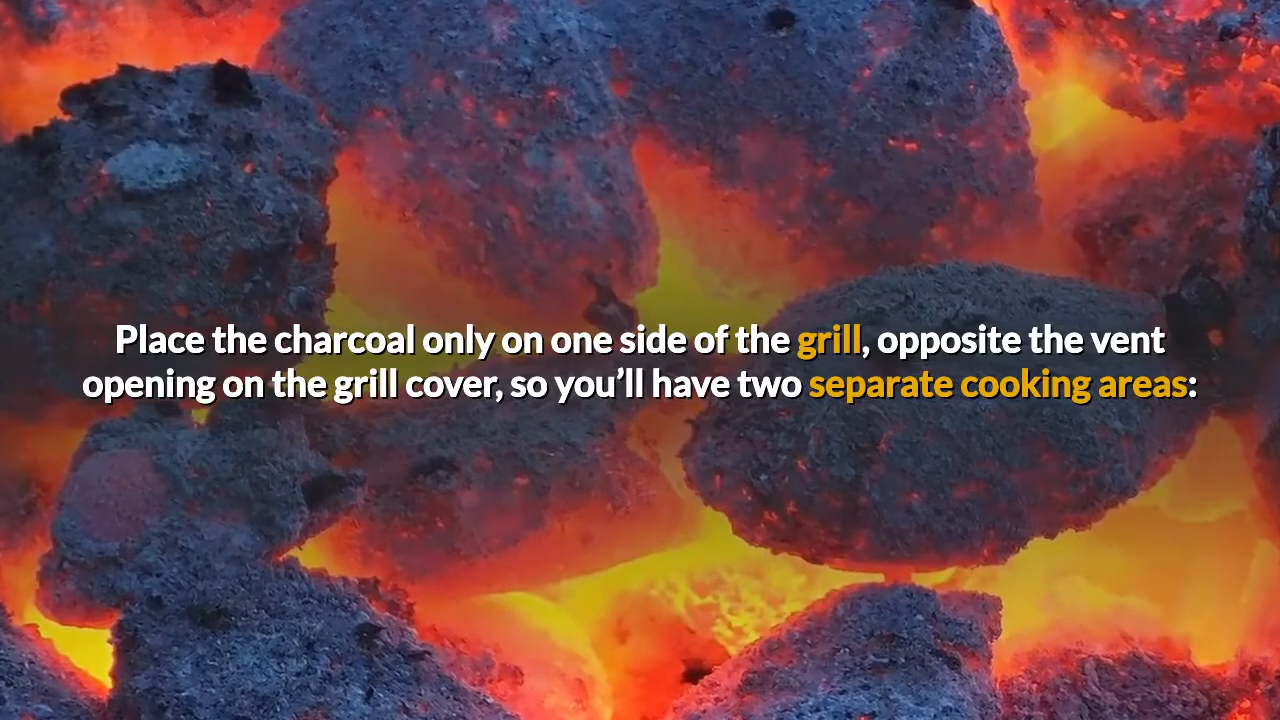 Place the charcoal only on one side of the grill, opposite the vent
opening on the grill cover, so you’ll have two separate cooking areas: